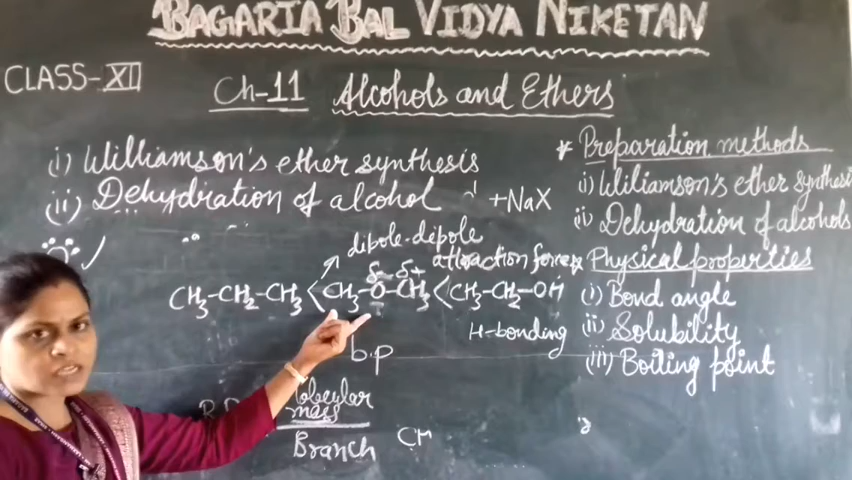 BAGARIA BAL VIDYA NIKETAN
CLASS-XII
Ch-11 Alcohols and Ethers
(i) Williamson's ether synthesis
(ii) Dehydration of alcohol
+NaX
dipole-dipole
attraction forces
δ- δ+
CH3-CH2-CH3 < CH3-O-CH3 < CH3-CH2-OH
H-bonding
b.p
mass
Branch CH
* Preparation methods
(i) Wiliamson's ether synthesis
(ii) Dehydration of alcohols
* Physical properties
(i) Bond angle
(ii) Solubility
(iii) Boiling point